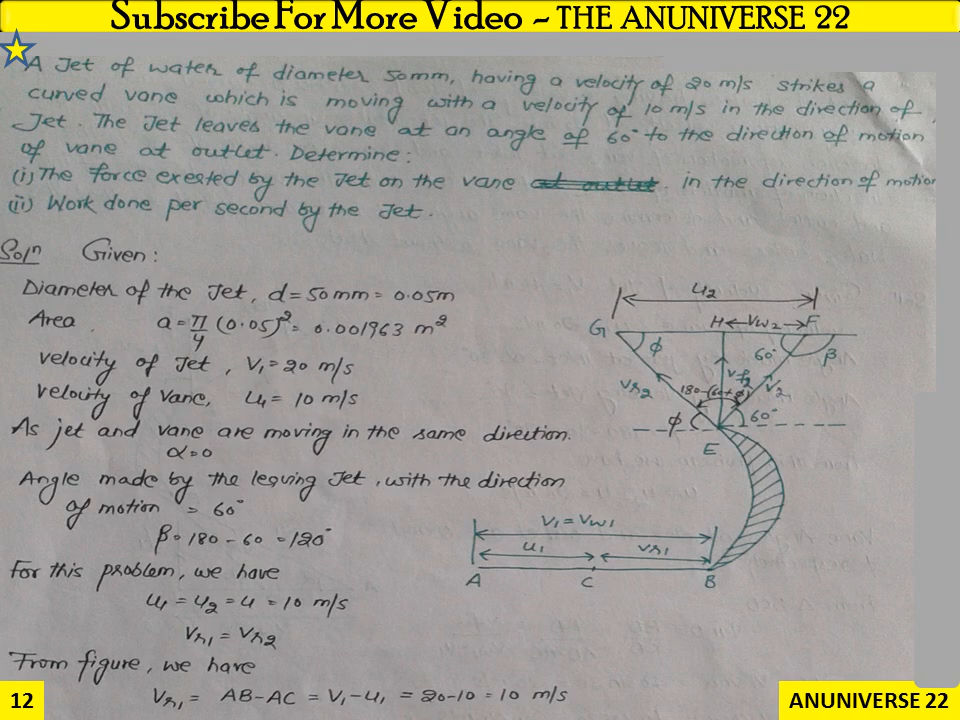 Subscribe For More Video ~ THE ANUNIVERSE 22
A Jet of water of diameter 50mm, having a velocity of 20 m/s strikes a
curved vane which is moving with a velocity of 10 m/s in the direction of
Jet. The Jet leaves the vane at an angle of 60° to the direction of motion
of vane at outlet. Determine:
(i) The force exerted by the Jet on the vane at outlet. in the direction of motion
(ii) Work done per second by the Jet.
Soln Given:
Diameter of the Jet, d = 50mm = 0.05m
Area a = π/4 (0.05)² = 0.001963 m²
velocity of Jet, V₁ = 20 m/s
velocity of vane, u₁ = 10 m/s
As jet and vane are moving in the same direction.
α = 0
Angle made by the leaving Jet, with the direction
of motion = 60°
β = 180 - 60 = 120°
For this problem, we have
u₁ = u₂ = u = 10 m/s
Vr₁ = Vr₂
From figure, we have
Vr₁ = AB-AC = V₁-u₁ = 20-10 = 10 m/s
u₂
G H Vw₂ F
ϕ 60° β
Vr₂ Vf₂ V₂
180-(60+ϕ)
ϕ 60°
E
V₁ = Vw₁
u₁ Vr₁
A C B
12
ANUNIVERSE 22